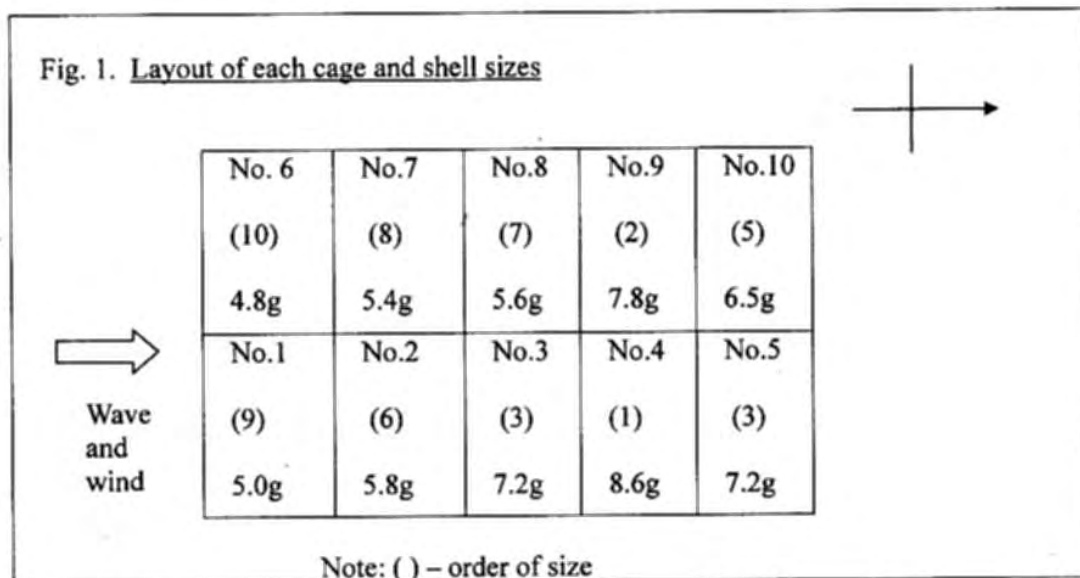 Fig. 1. Layout of each cage and shell sizes
No. 6 No.7 No.8 No.9 No.10
(10) (8) (7) (2) (5)
4.8g 5.4g 5.6g 7.8g 6.5g
No.1 No.2 No.3 No.4 No.5
Wave
and
wind
(9) (6) (3) (1) (3)
5.0g 5.8g 7.2g 8.6g 7.2g
Note: ( ) – order of size